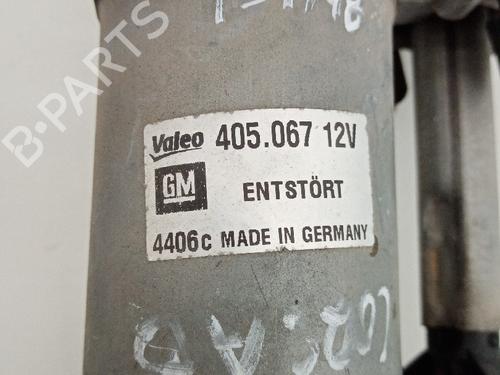 B-PARTS
Valeo 405.067 12V
GM ENTSTÖRT
4406c MADE IN GERMANY